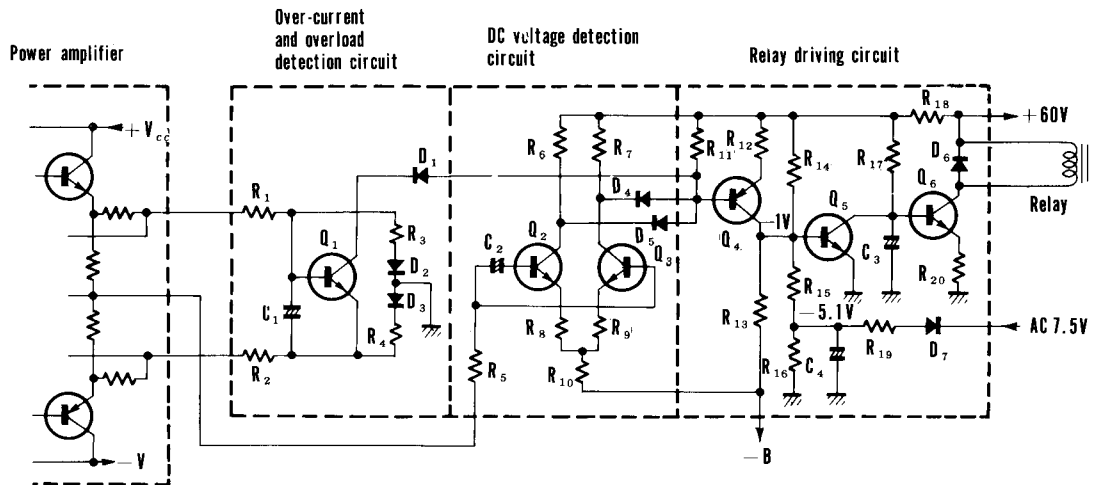 Over-current
and overload
detection circuit
DC voltage detection
circuit
Power amplifier
Relay driving circuit
+Vcc
R18
+60V
D1
R6
R7
R11
R12
R14
R17
D6
Q6
Relay
D4
Q5
R1
R3
Q1
C2
Q2
D5
Q3
Q4
−1V
D2
C3
R20
C1
D3
R15
R4
R8
R9
R13
−5.1V
AC 7.5V
R2
R5
R10
R16
C4
R19
D7
−V
−B